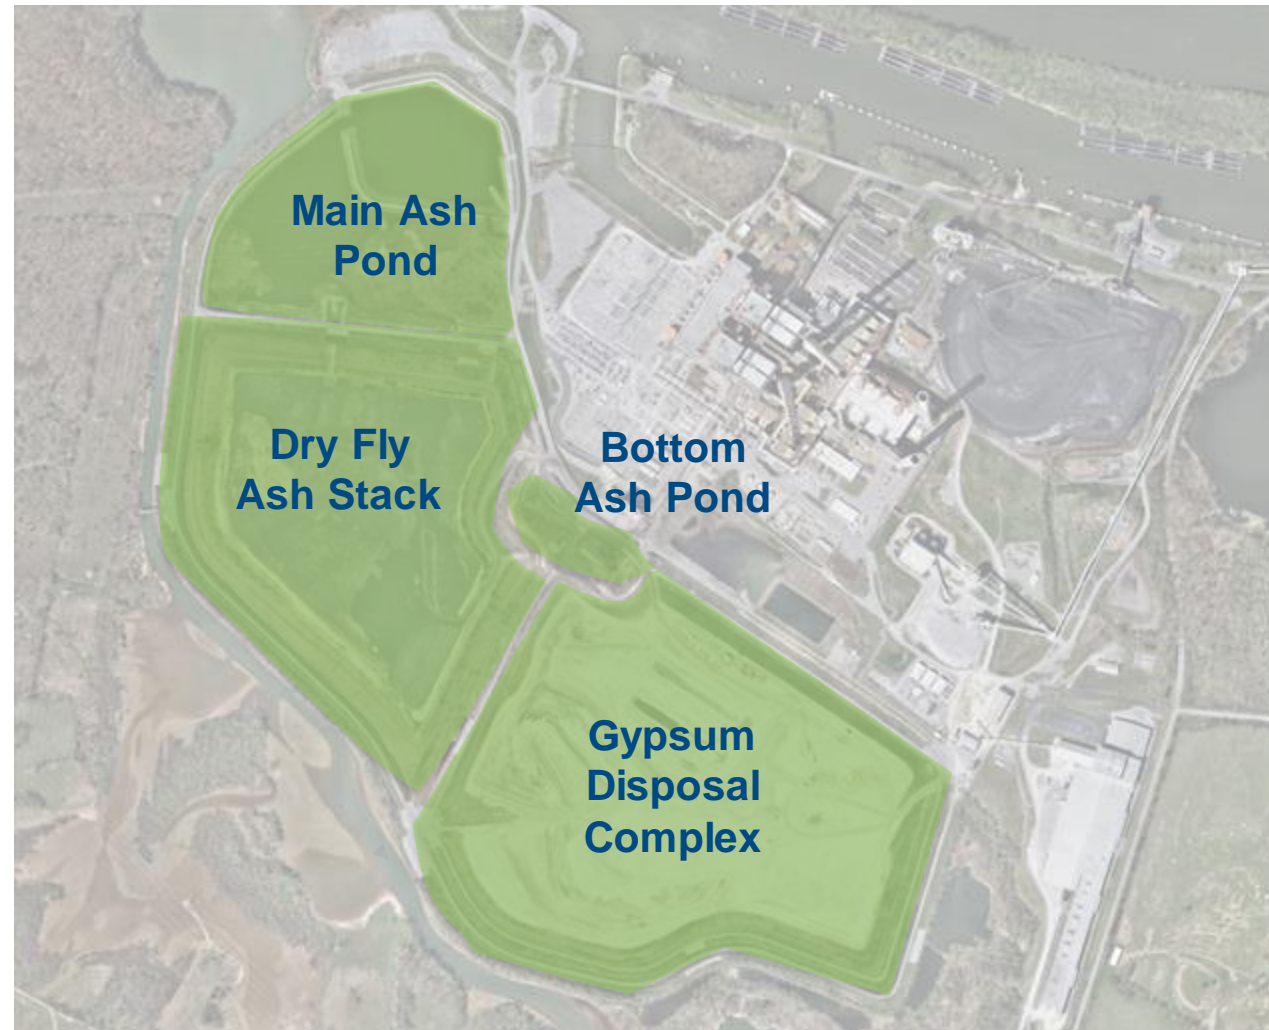 Main Ash
Pond
Dry Fly
Ash Stack
Bottom
Ash Pond
Gypsum
Disposal
Complex